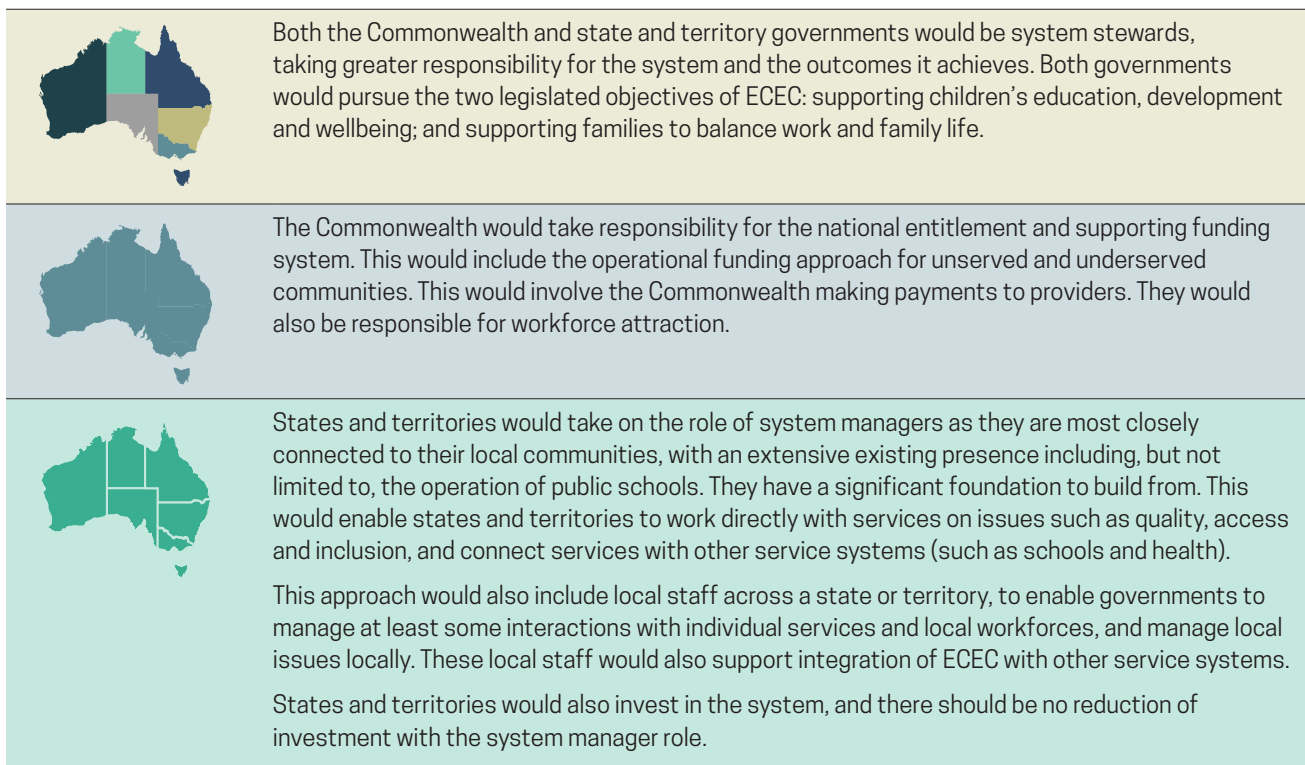 Both the Commonwealth and state and territory governments would be system stewards,
taking greater responsibility for the system and the outcomes it achieves. Both governments
would pursue the two legislated objectives of ECEC: supporting children’s education, development
and wellbeing; and supporting families to balance work and family life.
The Commonwealth would take responsibility for the national entitlement and supporting funding
system. This would include the operational funding approach for unserved and underserved
communities. This would involve the Commonwealth making payments to providers. They would
also be responsible for workforce attraction.
States and territories would take on the role of system managers as they are most closely
connected to their local communities, with an extensive existing presence including, but not
limited to, the operation of public schools. They have a significant foundation to build from. This
would enable states and territories to work directly with services on issues such as quality, access
and inclusion, and connect services with other service systems (such as schools and health).
This approach would also include local staff across a state or territory, to enable governments to
manage at least some interactions with individual services and local workforces, and manage local
issues locally. These local staff would also support integration of ECEC with other service systems.
States and territories would also invest in the system, and there should be no reduction of
investment with the system manager role.